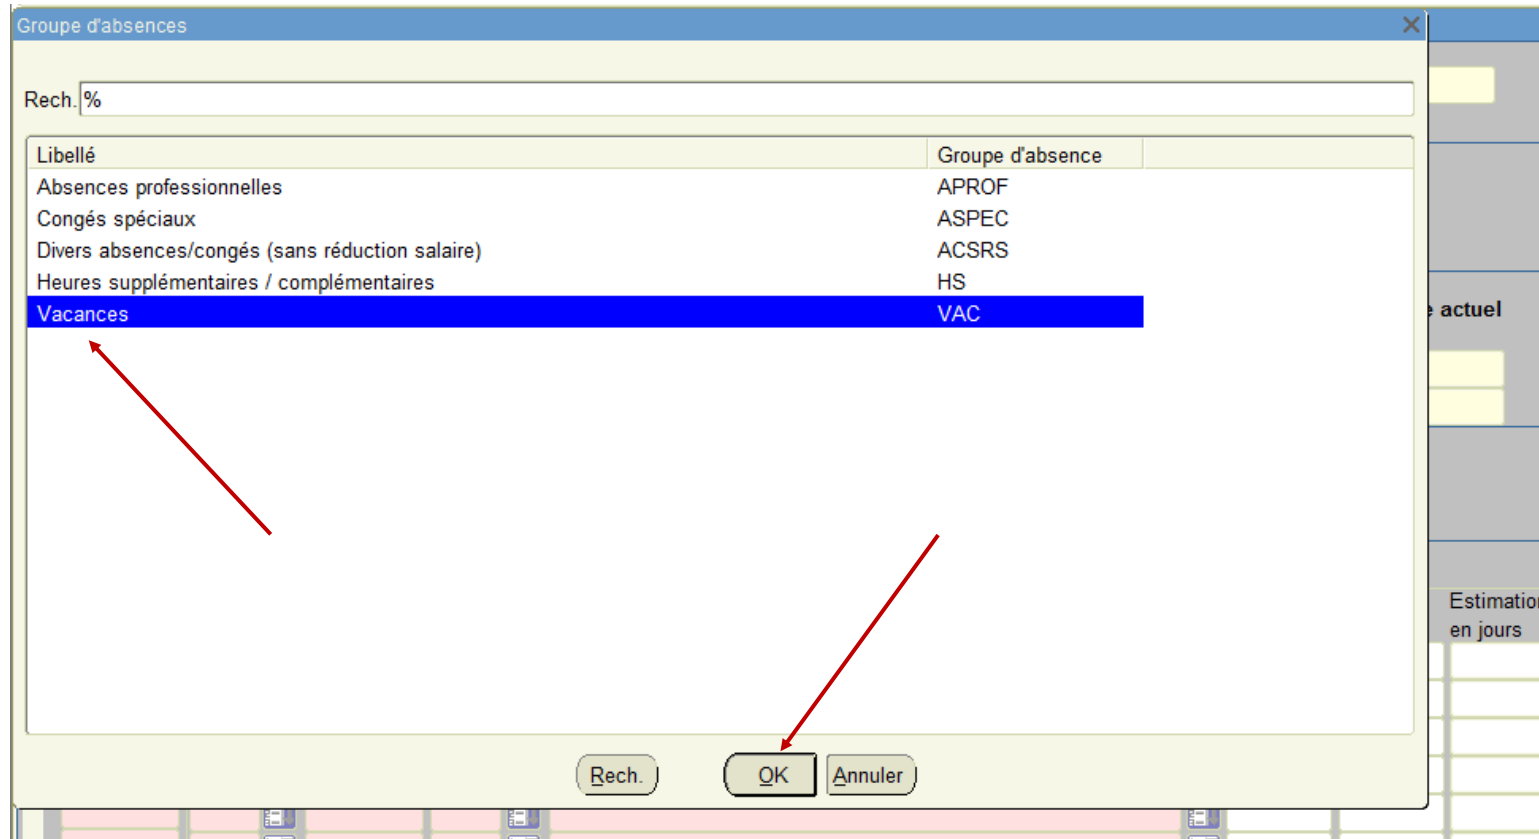 Groupe d'absences
Rech. %
Libellé Groupe d'absence
Absences professionnelles APROF
Congés spéciaux ASPEC
Divers absences/congés (sans réduction salaire) ACSRS
Heures supplémentaires / complémentaires HS
Vacances VAC
actuel
Estimation
en jours
Rech. OK Annuler